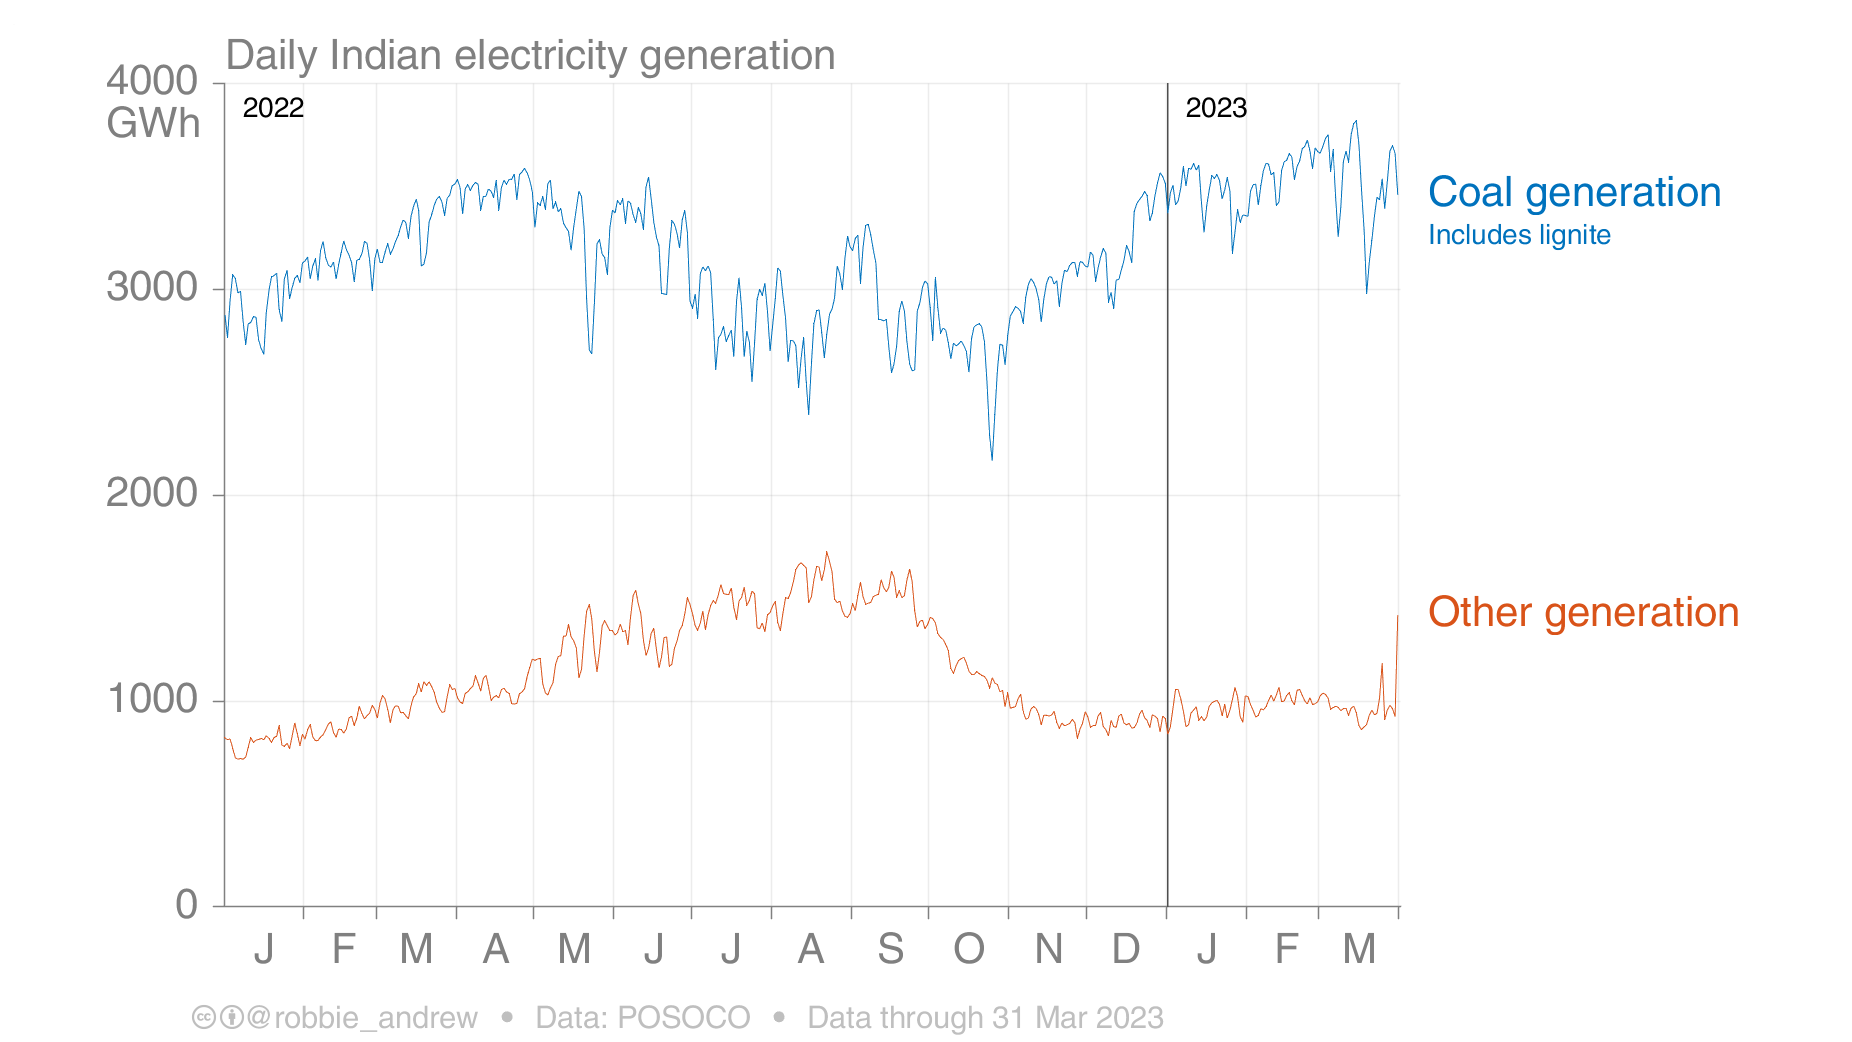 Daily Indian electricity generation
4000
GWh
2022
2023
3000
2000
1000
0
Coal generation
Includes lignite
Other generation
J F M A M J J A S O N D J F M
cc @robbie_andrew • Data: POSOCO • Data through 31 Mar 2023